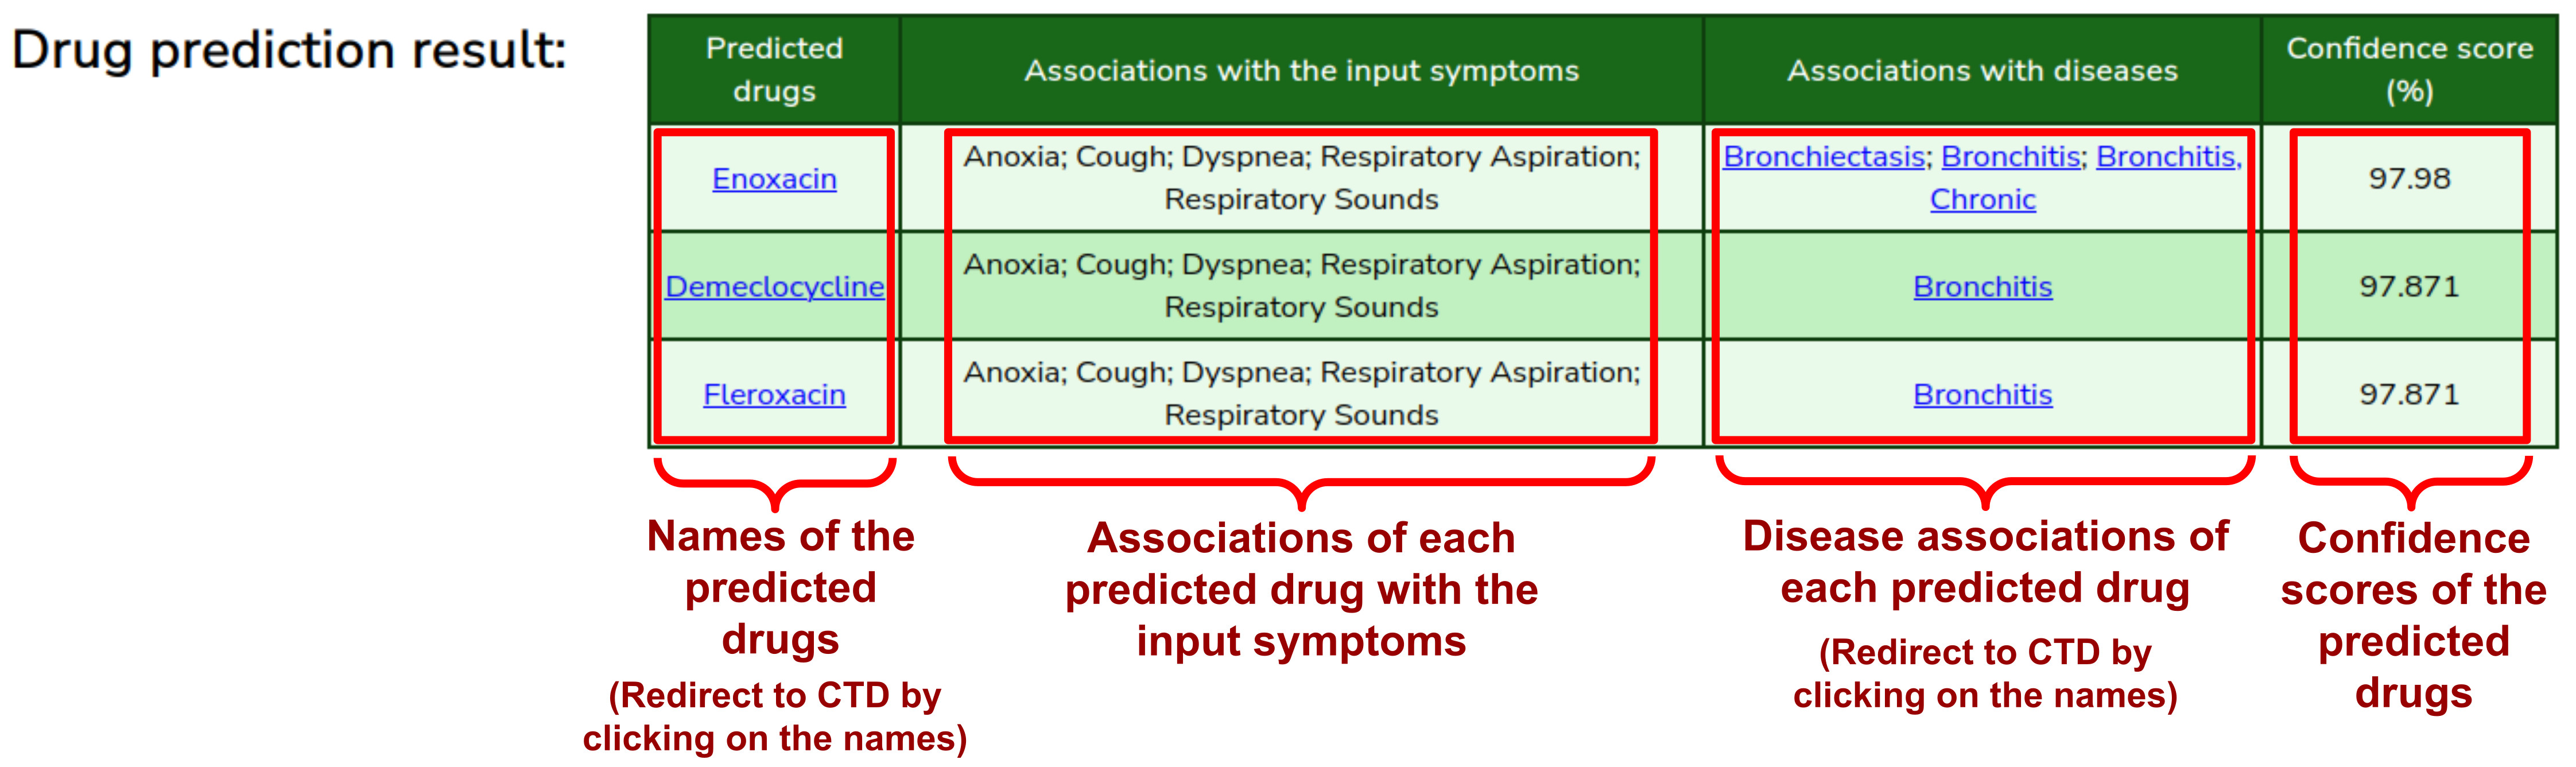 Drug prediction result:
Predicted
drugs
Associations with the input symptoms
Associations with diseases
Confidence score
(%)
Enoxacin
Anoxia; Cough; Dyspnea; Respiratory Aspiration;
Respiratory Sounds
Bronchiectasis; Bronchitis; Bronchitis,
Chronic
97.98
Demeclocycline
Anoxia; Cough; Dyspnea; Respiratory Aspiration;
Respiratory Sounds
Bronchitis
97.871
Fleroxacin
Anoxia; Cough; Dyspnea; Respiratory Aspiration;
Respiratory Sounds
Bronchitis
97.871
Names of the
predicted
drugs
(Redirect to CTD by
clicking on the names)
Associations of each
predicted drug with the
input symptoms
Disease associations of
each predicted drug
(Redirect to CTD by
clicking on the names)
Confidence
scores of the
predicted
drugs